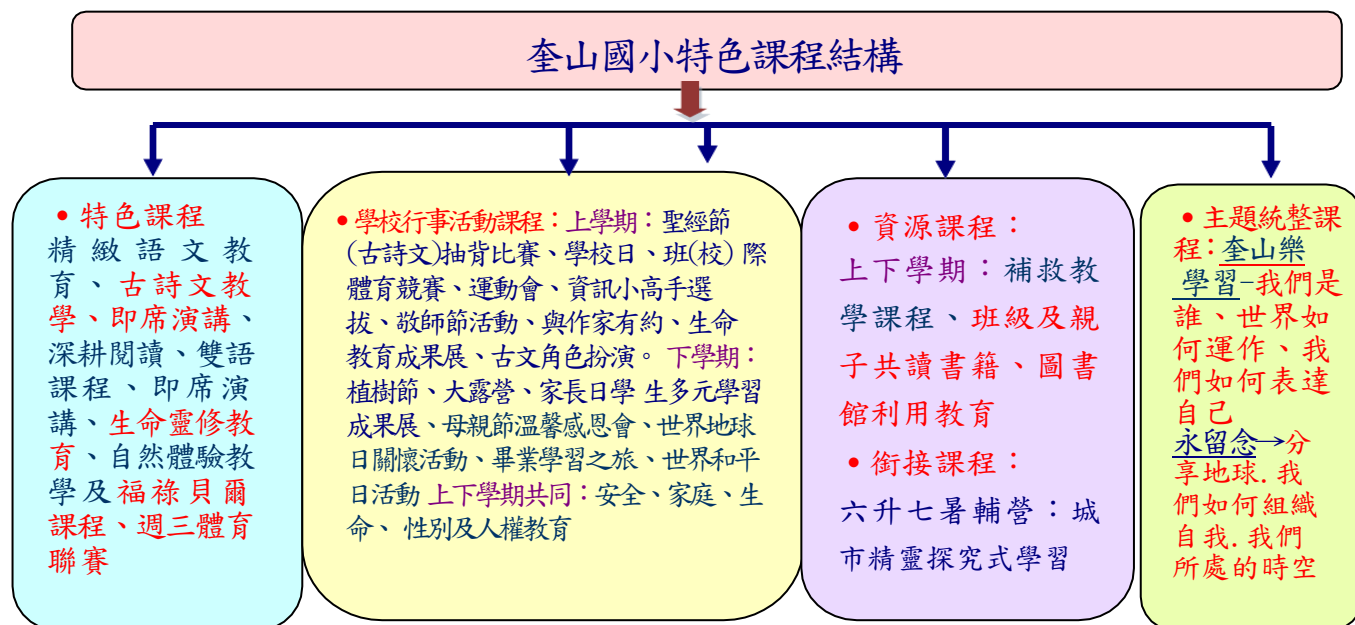 奎山國小特色課程結構
•特色課程
精緻語文教
育、古詩文教
學、即席演講、
深耕閱讀、雙語
課程、即席演
講、生命靈修教
育、自然體驗教
學及福祿貝爾
課程、週三體育
聯賽
•學校行事活動課程：上學期：聖經節
(古詩文)抽背比賽、學校日、班(校) 際
體育競賽、運動會、資訊小高手選
拔、敬師節活動、與作家有約、生命
教育成果展、古文角色扮演。 下學期：
植樹節、大露營、家長日學 生多元學習
成果展、母親節溫馨感恩會、世界地球
日關懷活動、畢業學習之旅、世界和平
日活動 上下學期共同：安全、家庭、生
命、 性別及人權教育
•資源課程：
上下學期：補救教
學課程、班級及親
子共讀書籍、圖書
館利用教育
•銜接課程：
六升七暑輔營：城
市精靈探究式學習
•主題統整課
程：奎山樂
學習-我們是
誰、世界如
何運作、我
們如何表達
自己
永留念→分
享地球.我
們如何組織
自我.我們
所處的時空